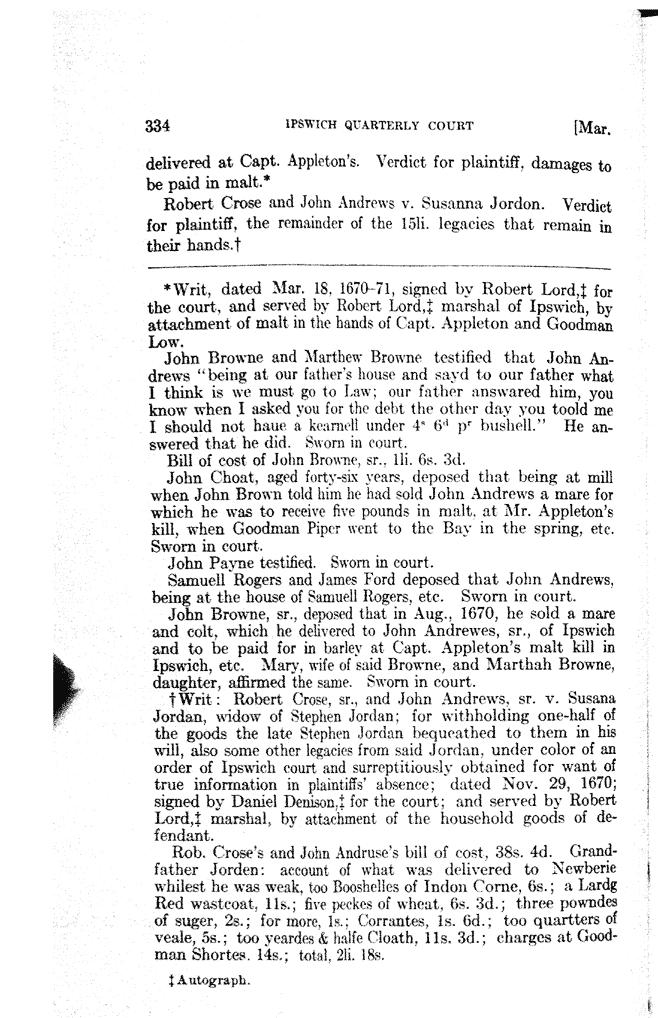 334 IPSWICH QUARTERLY COURT [Mar.
delivered at Capt. Appleton's. Verdict for plaintiff, damages to
be paid in malt.*
Robert Crose and John Andrews v. Susanna Jordon. Verdict
for plaintiff, the remainder of the 15li. legacies that remain in
their hands.†
*Writ, dated Mar. 18, 1670-71, signed by Robert Lord,‡ for
the court, and served by Robert Lord,‡ marshal of Ipswich, by
attachment of malt in the hands of Capt. Appleton and Goodman
Low.
John Browne and Marthew Browne testified that John An-
drews "being at our father's house and sayd to our father what
I think is we must go to Law; our father answared him, you
know when I asked you for the debt the other day you toold me
I should not haue a kearnell under 4ˢ 6ᵈ pʳ bushell." He an-
swered that he did. Sworn in court.
Bill of cost of John Browne, sr., 1li. 6s. 3d.
John Choat, aged forty-six years, deposed that being at mill
when John Brown told him he had sold John Andrews a mare for
which he was to receive five pounds in malt, at Mr. Appleton's
kill, when Goodman Piper went to the Bay in the spring, etc.
Sworn in court.
John Payne testified. Sworn in court.
Samuell Rogers and James Ford deposed that John Andrews,
being at the house of Samuell Rogers, etc. Sworn in court.
John Browne, sr., deposed that in Aug., 1670, he sold a mare
and colt, which he delivered to John Andrewes, sr., of Ipswich
and to be paid for in barley at Capt. Appleton's malt kill in
Ipswich, etc. Mary, wife of said Browne, and Marthah Browne,
daughter, affirmed the same. Sworn in court.
†Writ: Robert Crose, sr., and John Andrews, sr. v. Susana
Jordan, widow of Stephen Jordan; for withholding one-half of
the goods the late Stephen Jordan bequeathed to them in his
will, also some other legacies from said Jordan, under color of an
order of Ipswich court and surreptitiously obtained for want of
true information in plaintiffs' absence; dated Nov. 29, 1670;
signed by Daniel Denison,‡ for the court; and served by Robert
Lord,‡ marshal, by attachment of the household goods of de-
fendant.
Rob. Crose's and John Andruse's bill of cost, 38s. 4d. Grand-
father Jorden: account of what was delivered to Newberie
whilest he was weak, too Booshelles of Indon Corne, 6s.; a Lardg
Red wastcoat, 11s.; five peckes of wheat, 6s. 3d.; three powndes
of suger, 2s.; for more, 1s.; Corrantes, 1s. 6d.; too quartters of
veale, 5s.; too yeardes & halfe Cloath, 11s. 3d.; charges at Good-
man Shortes, 14s.; total, 2li. 18s.
‡Autograph.